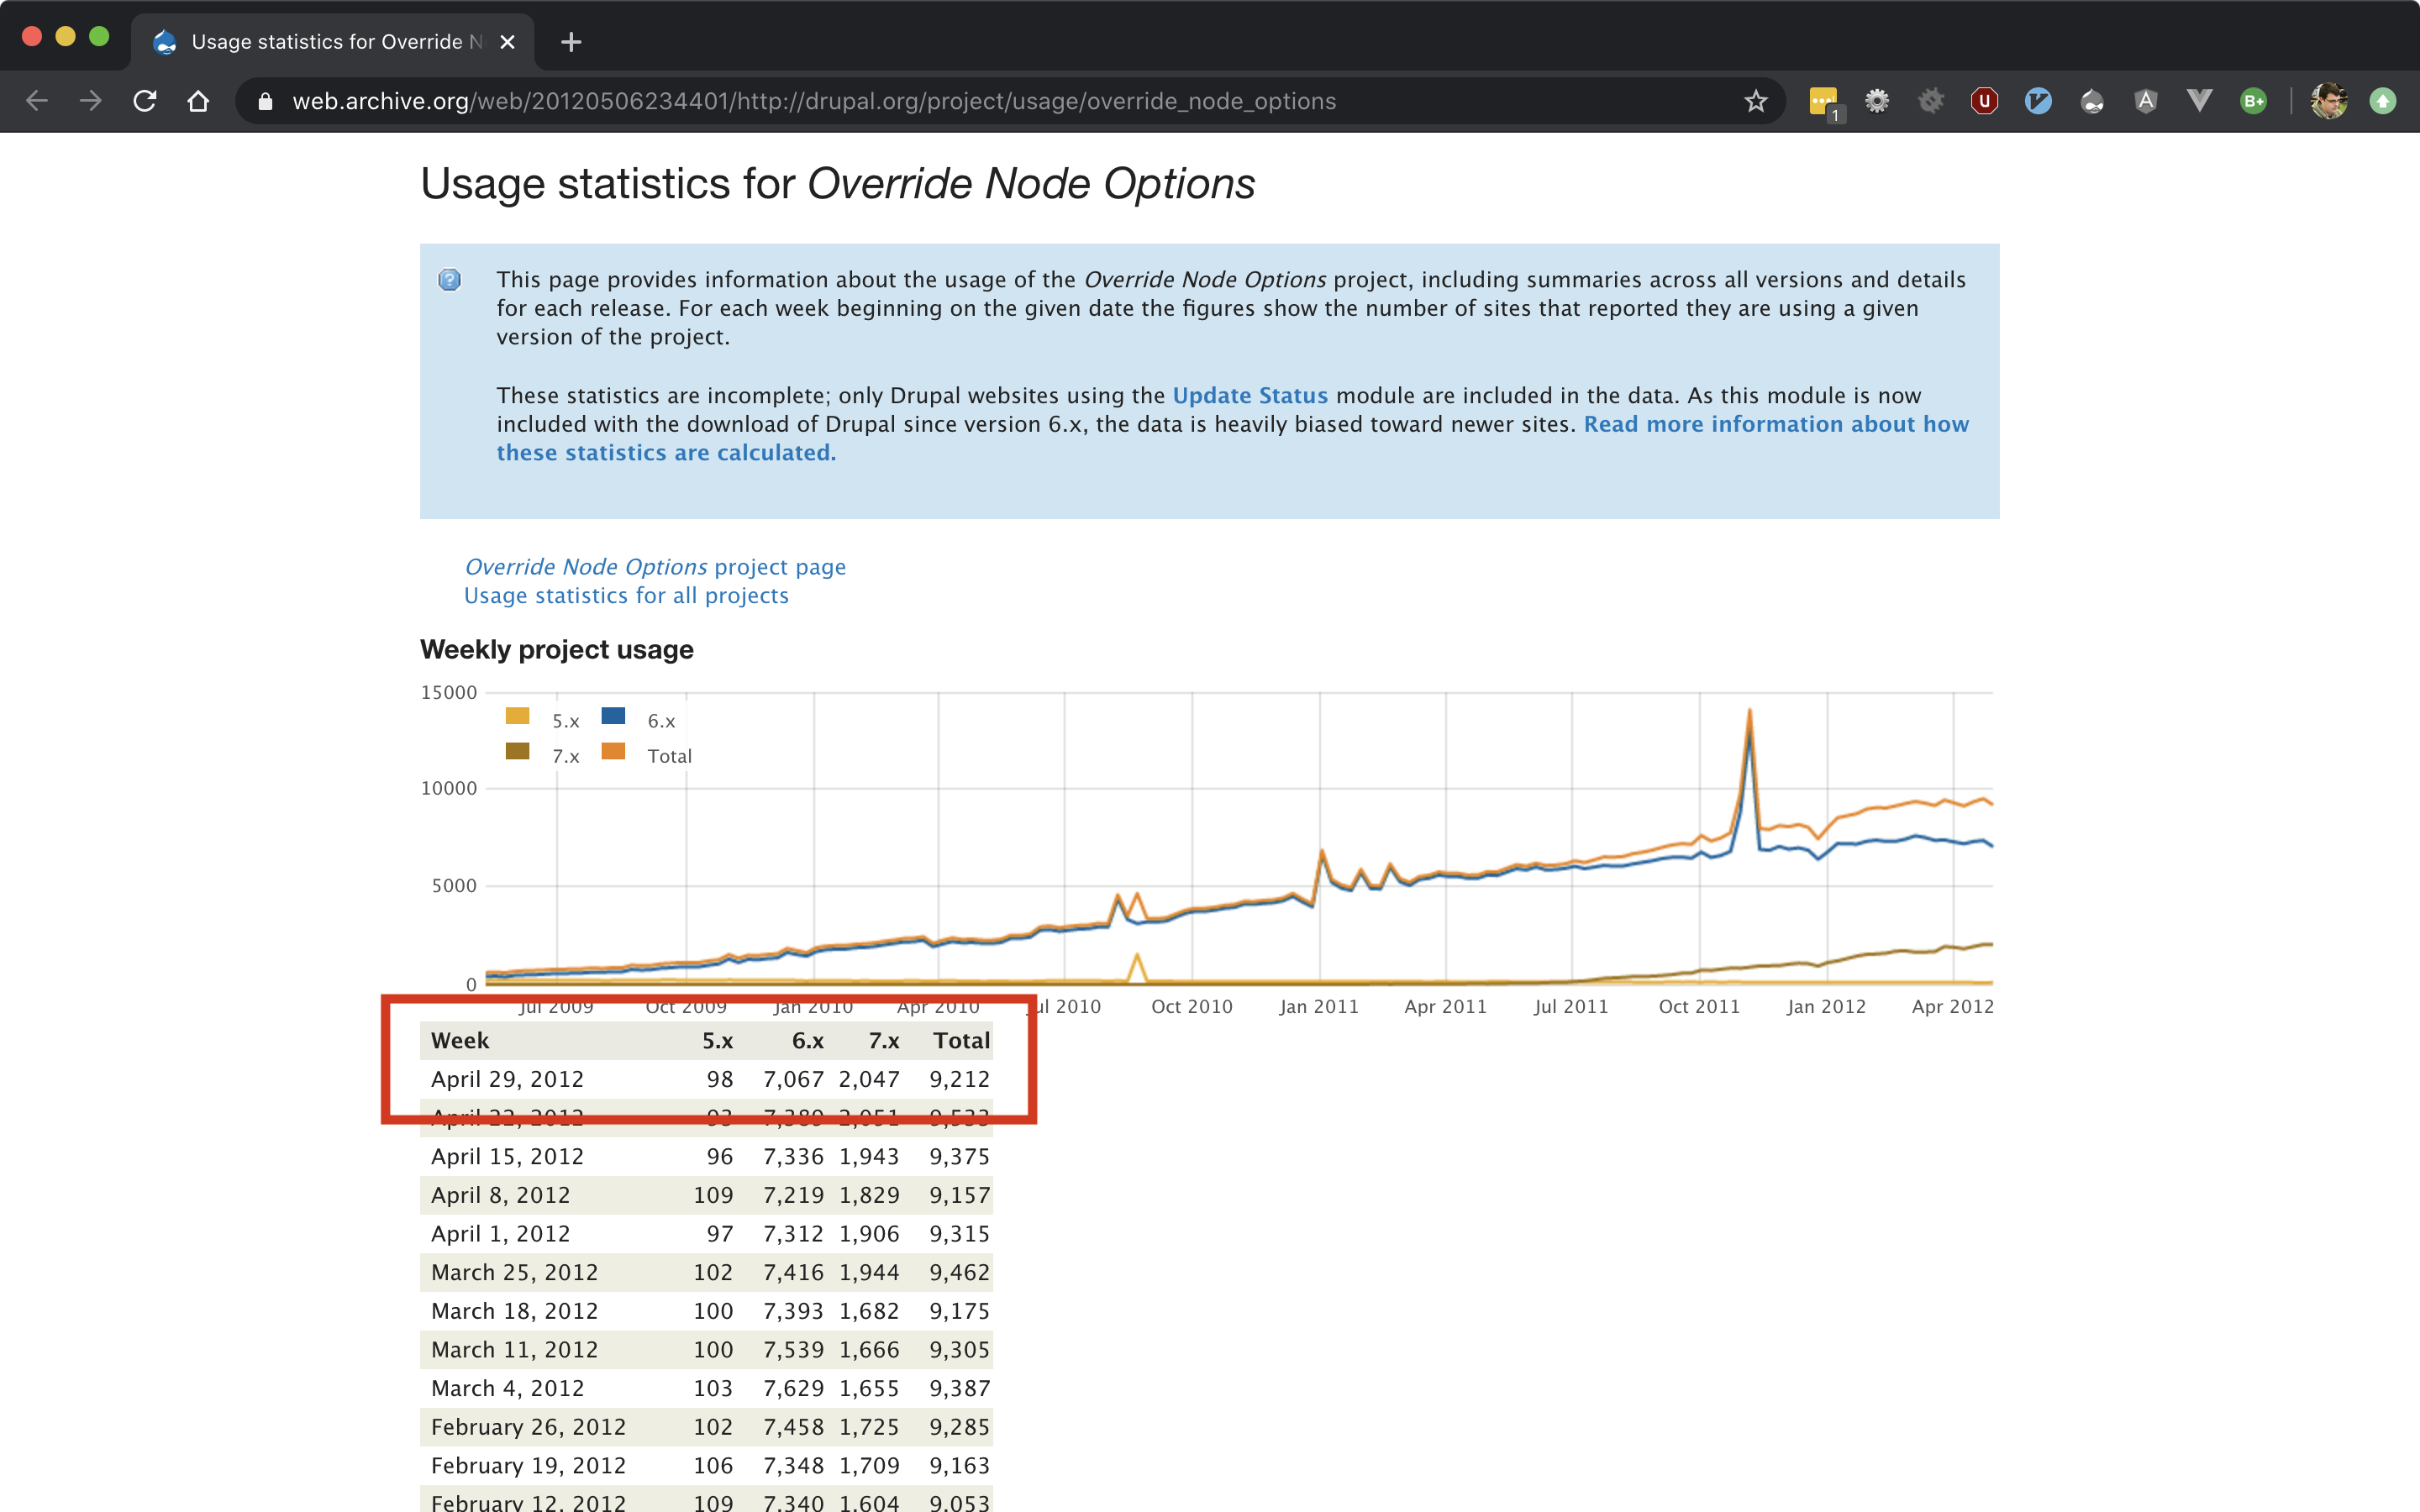 Usage statistics for Override N
web.archive.org/web/20120506234401/http://drupal.org/project/usage/override_node_options
1
U
A
B+
Usage statistics for Override Node Options
?
This page provides information about the usage of the Override Node Options project, including summaries across all versions and details
for each release. For each week beginning on the given date the figures show the number of sites that reported they are using a given
version of the project.
These statistics are incomplete; only Drupal websites using the Update Status module are included in the data. As this module is now
included with the download of Drupal since version 6.x, the data is heavily biased toward newer sites. Read more information about how
these statistics are calculated.
Override Node Options project page
Usage statistics for all projects
Weekly project usage
15000
10000
5000
0
5.x 6.x
7.x Total
Jul 2009 Oct 2009 Jan 2010 Apr 2010 Jul 2010 Oct 2010 Jan 2011 Apr 2011 Jul 2011 Oct 2011 Jan 2012 Apr 2012
Week 5.x 6.x 7.x Total
April 29, 2012 98 7,067 2,047 9,212
April 22, 2012 93 7,389 2,051 9,533
April 15, 2012 96 7,336 1,943 9,375
April 8, 2012 109 7,219 1,829 9,157
April 1, 2012 97 7,312 1,906 9,315
March 25, 2012 102 7,416 1,944 9,462
March 18, 2012 100 7,393 1,682 9,175
March 11, 2012 100 7,539 1,666 9,305
March 4, 2012 103 7,629 1,655 9,387
February 26, 2012 102 7,458 1,725 9,285
February 19, 2012 106 7,348 1,709 9,163
February 12, 2012 109 7,340 1,604 9,053